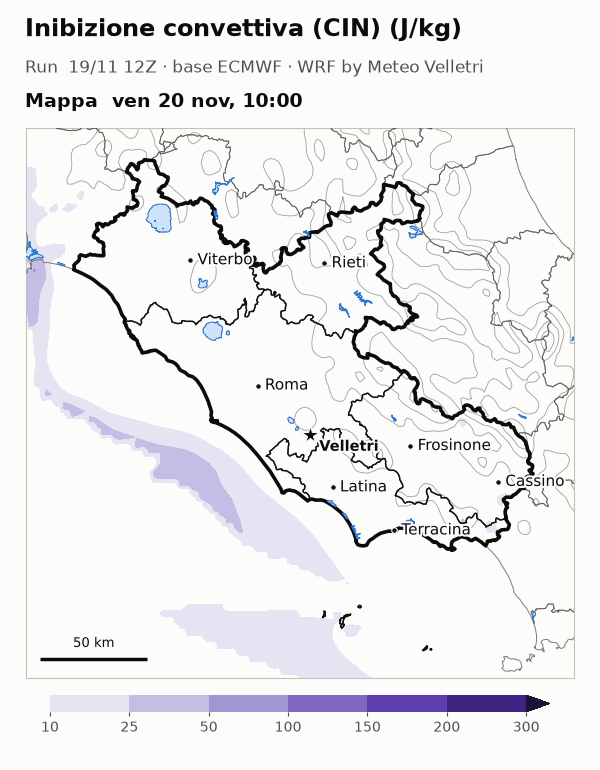 Inibizione convettiva (CIN) (J/kg)
Run  19/11 12Z · base ECMWF · WRF by Meteo Velletri
Mappa  ven 20 nov, 10:00
Viterbo
Rieti
Roma
Velletri
Frosinone
Latina
Cassino
Terracina
50 km
10 25 50 100 150 200 300